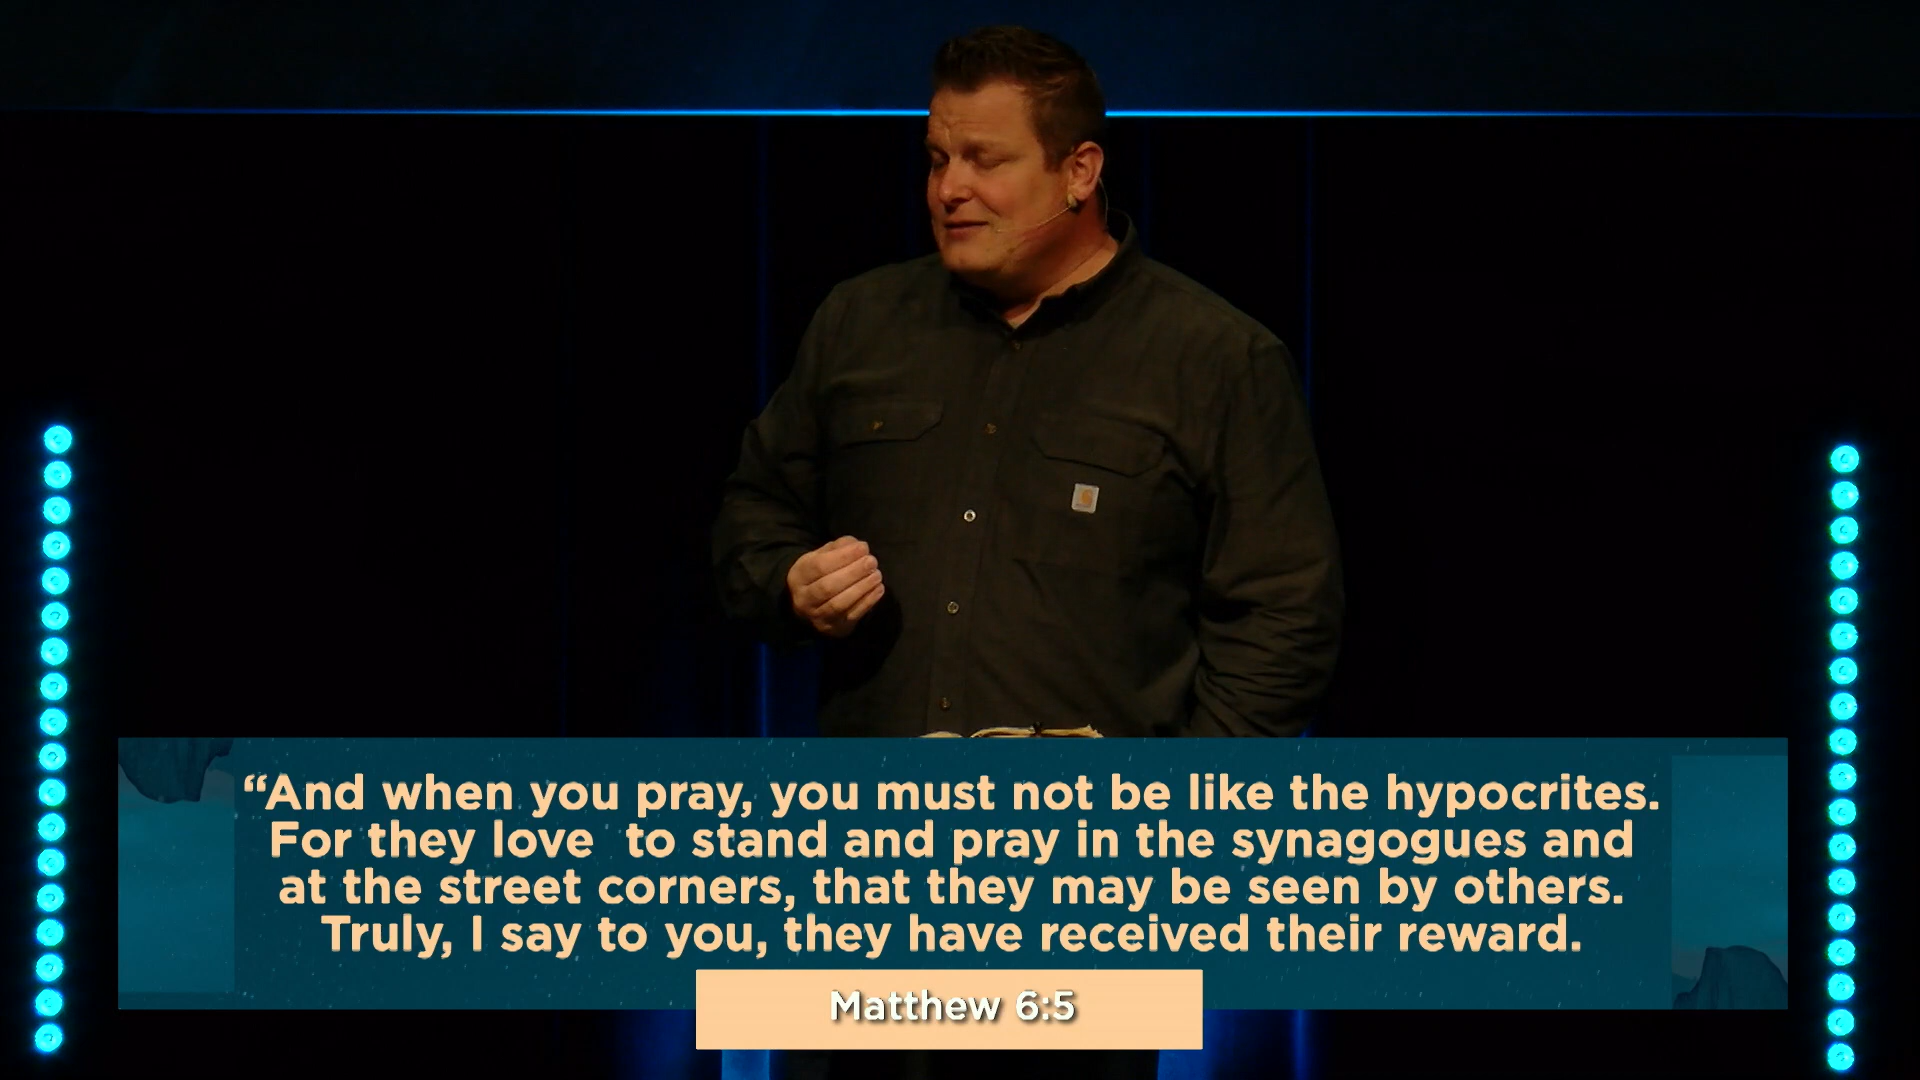 “And when you pray, you must not be like the hypocrites.
For they love  to stand and pray in the synagogues and
at the street corners, that they may be seen by others.
Truly, I say to you, they have received their reward.
Matthew 6:5